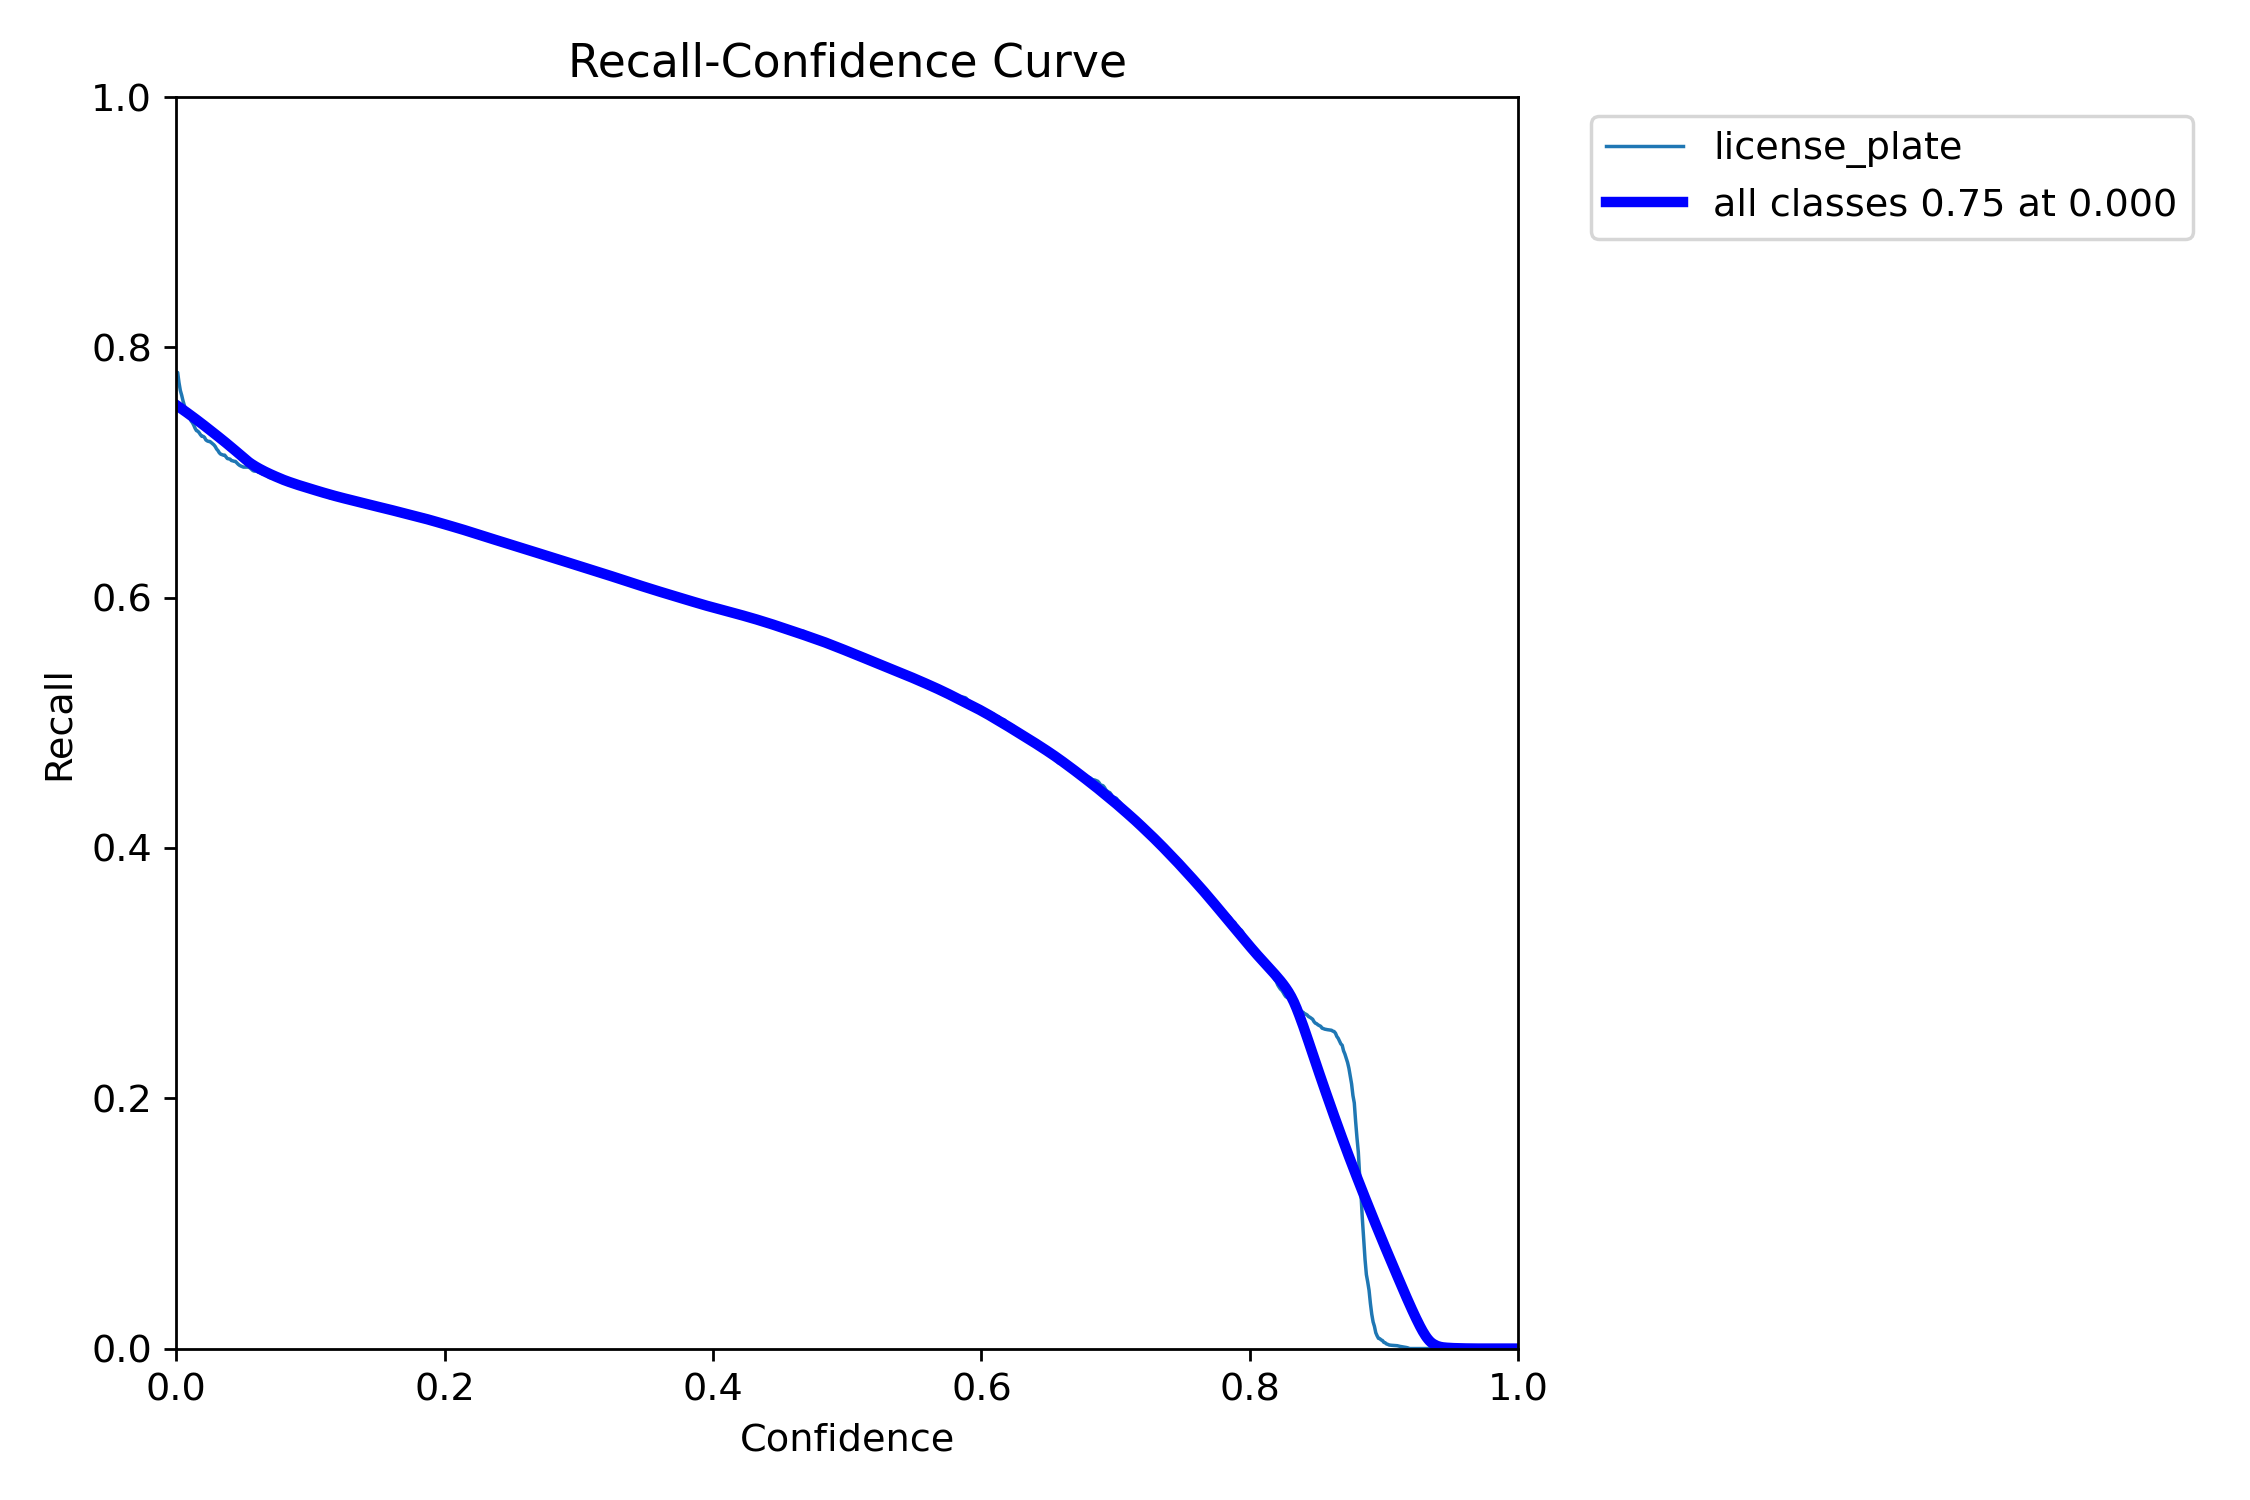 Recall-Confidence Curve
1.0
0.8
0.6
0.4
0.2
0.0
Recall
0.0 0.2 0.4 0.6 0.8 1.0
Confidence
license_plate
all classes 0.75 at 0.000